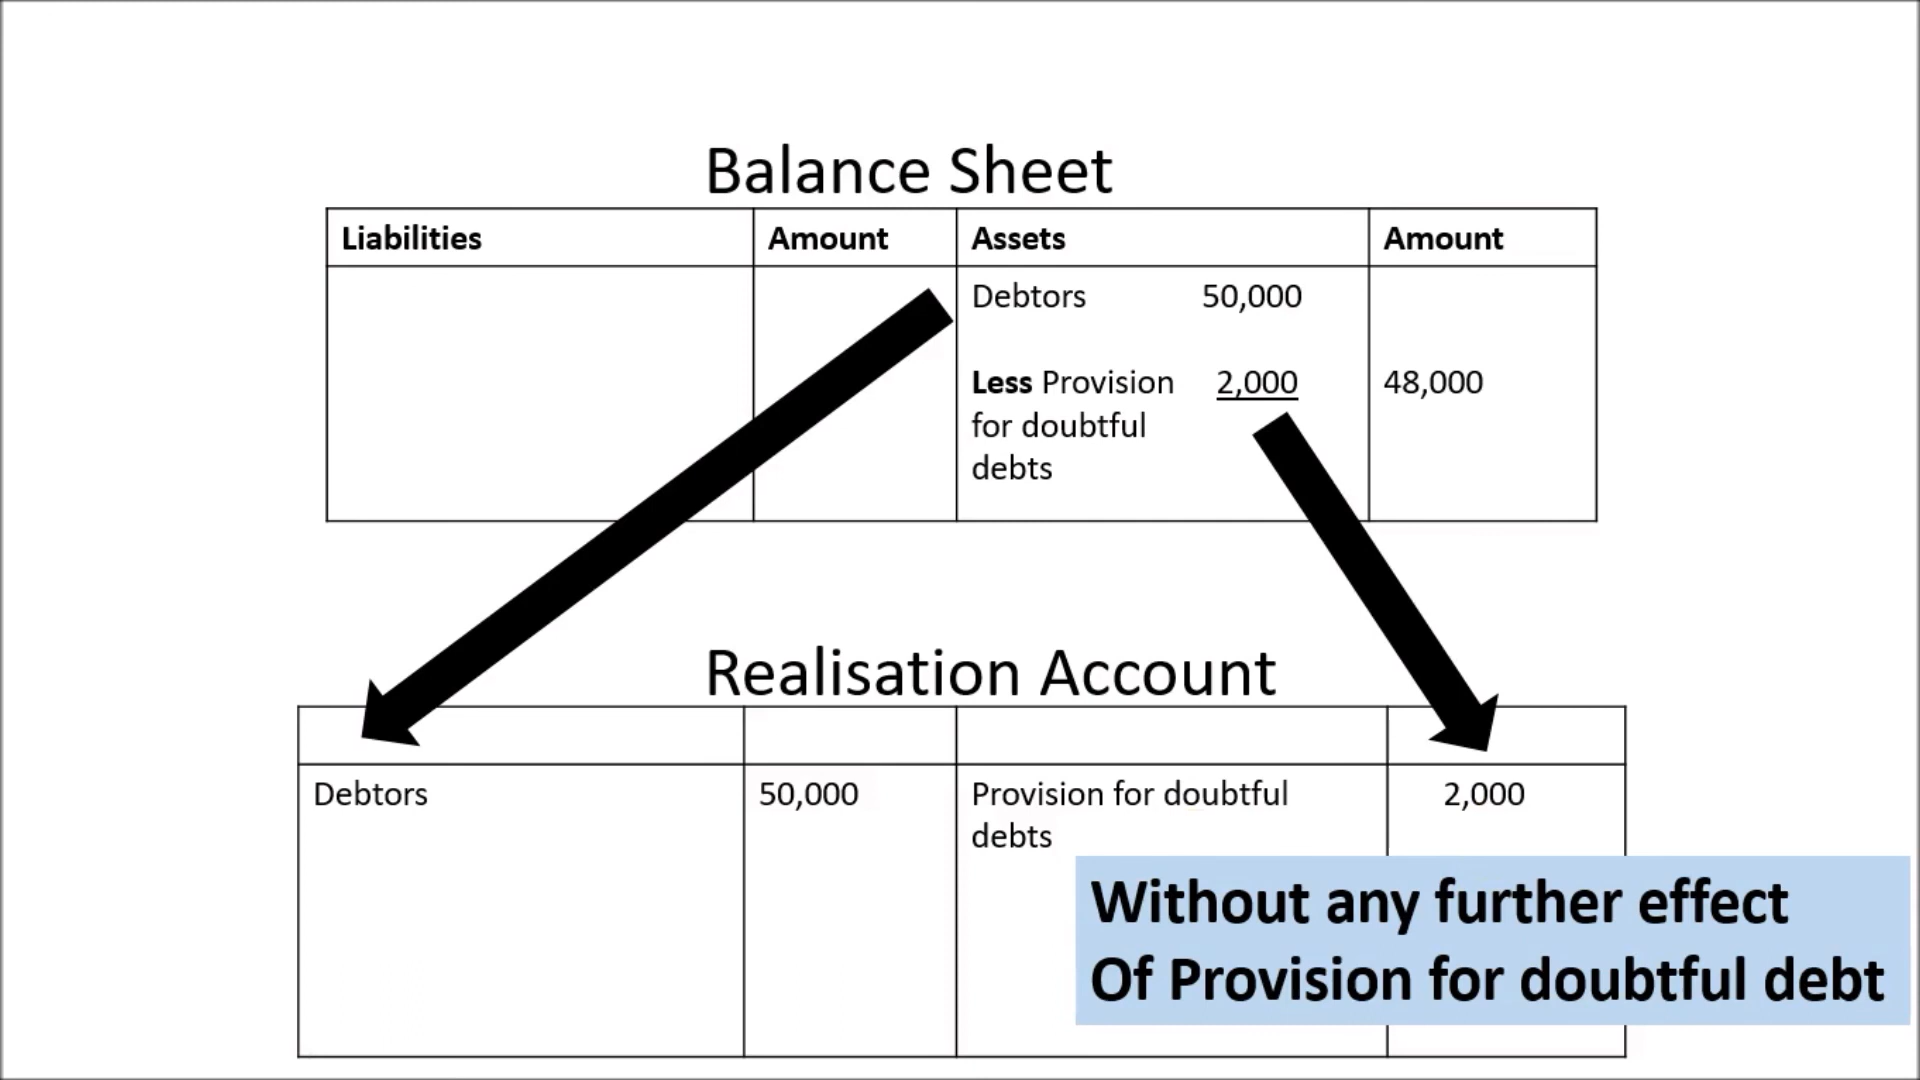 Balance Sheet
Liabilities Amount Assets Amount
Debtors 50,000
Less Provision 2,000 48,000
for doubtful
debts
Realisation Account
Debtors 50,000 Provision for doubtful 2,000
debts
Without any further effect
Of Provision for doubtful debt